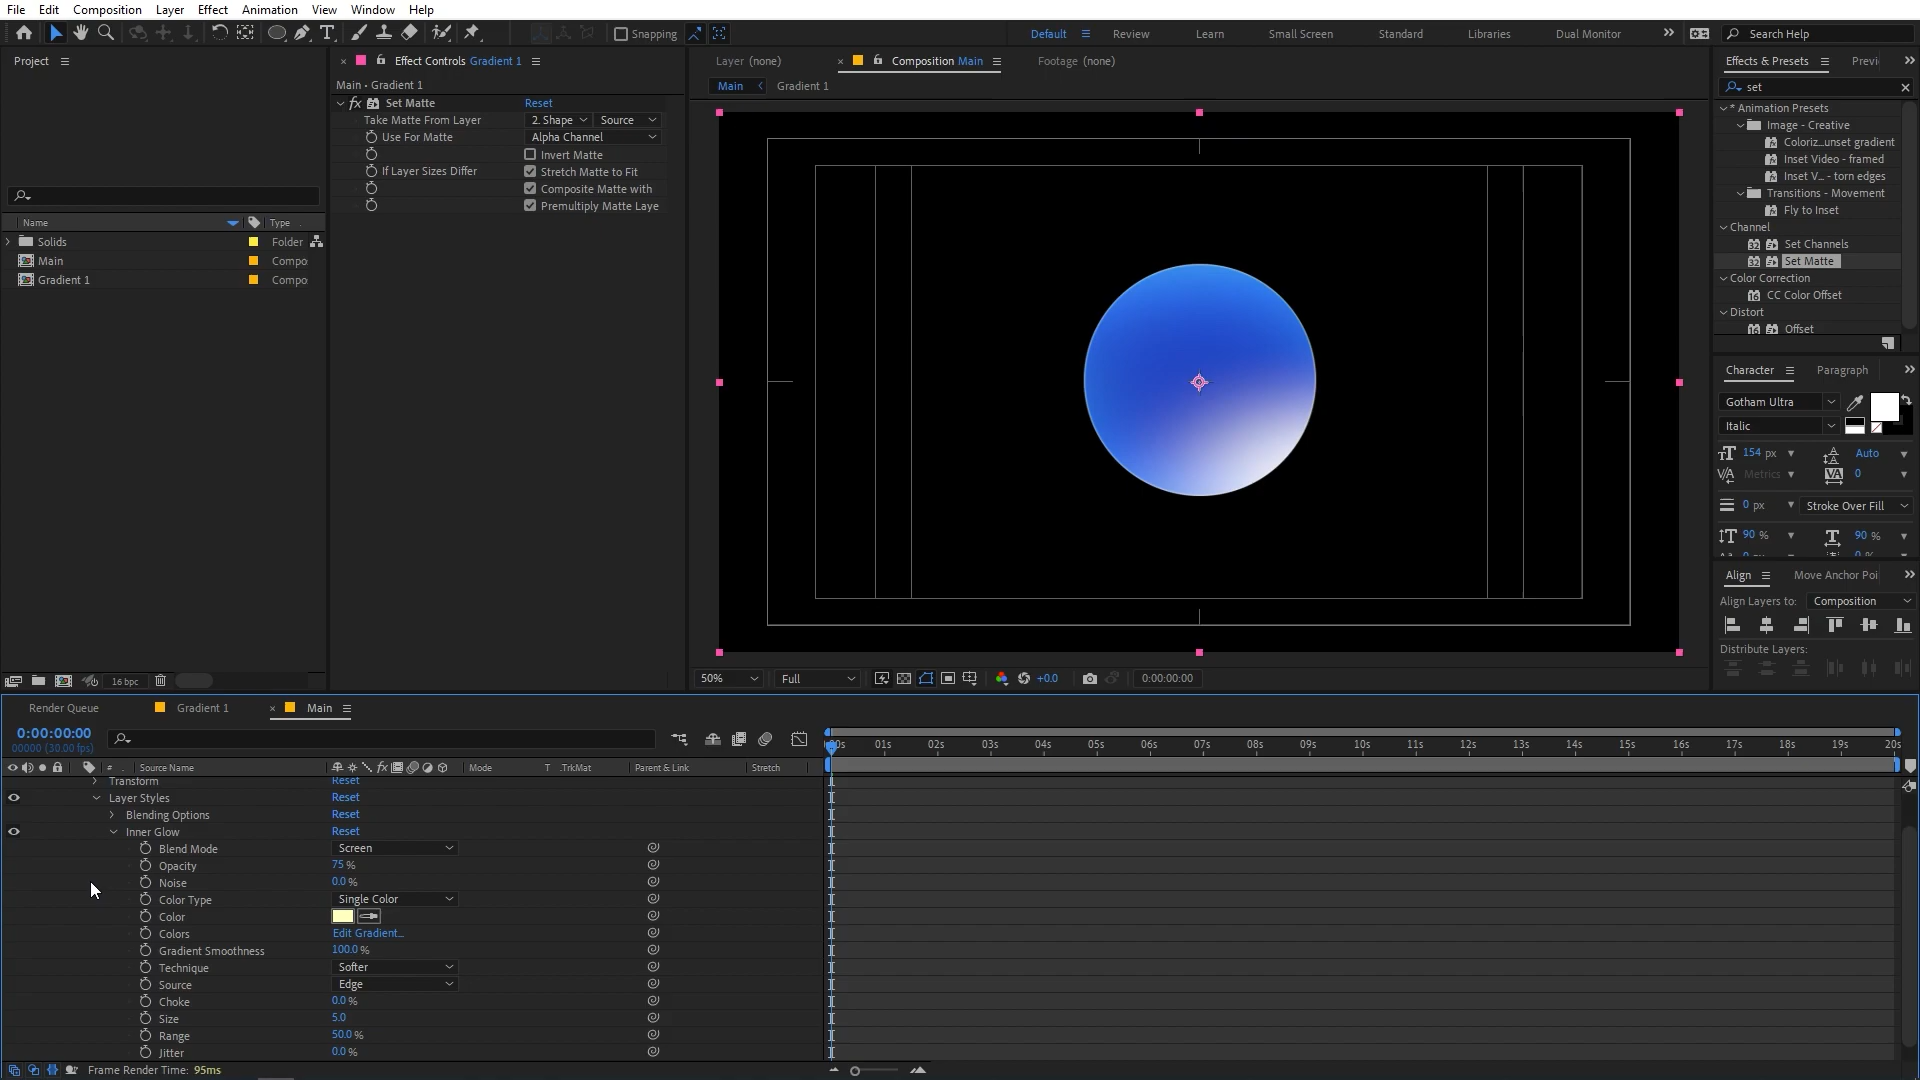 File Edit Composition Layer Effect Animation View Window Help
Snapping
Default Review Learn Small Screen Standard Libraries Dual Monitor
Search Help
Project
Effect Controls Gradient 1
Layer (none)
Composition Main
Footage (none)
Effects & Presets
Previ
Main • Gradient 1
Main Gradient 1
set
Set Matte Reset
Take Matte From Layer 2. Shape Source
Use For Matte Alpha Channel
Invert Matte
If Layer Sizes Differ Stretch Matte to Fit
Composite Matte with
Premultiply Matte Laye
* Animation Presets
Image - Creative
Coloriz...unset gradient
Inset Video - framed
Inset V... - torn edges
Transitions - Movement
Fly to Inset
Channel
Set Channels
Set Matte
Color Correction
CC Color Offset
Distort
Offset
Name Type
Solids Folder
Main Compo
Gradient 1 Compo
Character Paragraph
Gotham Ultra
Italic
154 px Auto
Metrics 0
0 px Stroke Over Fill
90 % 90 %
Align Move Anchor Poi
Align Layers to: Composition
Distribute Layers:
16 bpc
50% Full +0.0 0:00:00:00
Render Queue Gradient 1 Main
0:00:00:00
00000 (30.00 fps)
00s 01s 02s 03s 04s 05s 06s 07s 08s 09s 10s 11s 12s 13s 14s 15s 16s 17s 18s 19s 20s
# Source Name Mode T .TrkMat Parent & Link Stretch
Transform Reset
Layer Styles Reset
Blending Options Reset
Inner Glow Reset
Blend Mode Screen
Opacity 75 %
Noise 0.0 %
Color Type Single Color
Color
Colors Edit Gradient...
Gradient Smoothness 100.0 %
Technique Softer
Source Edge
Choke 0.0 %
Size 5.0
Range 50.0 %
Jitter 0.0 %
Frame Render Time: 95ms